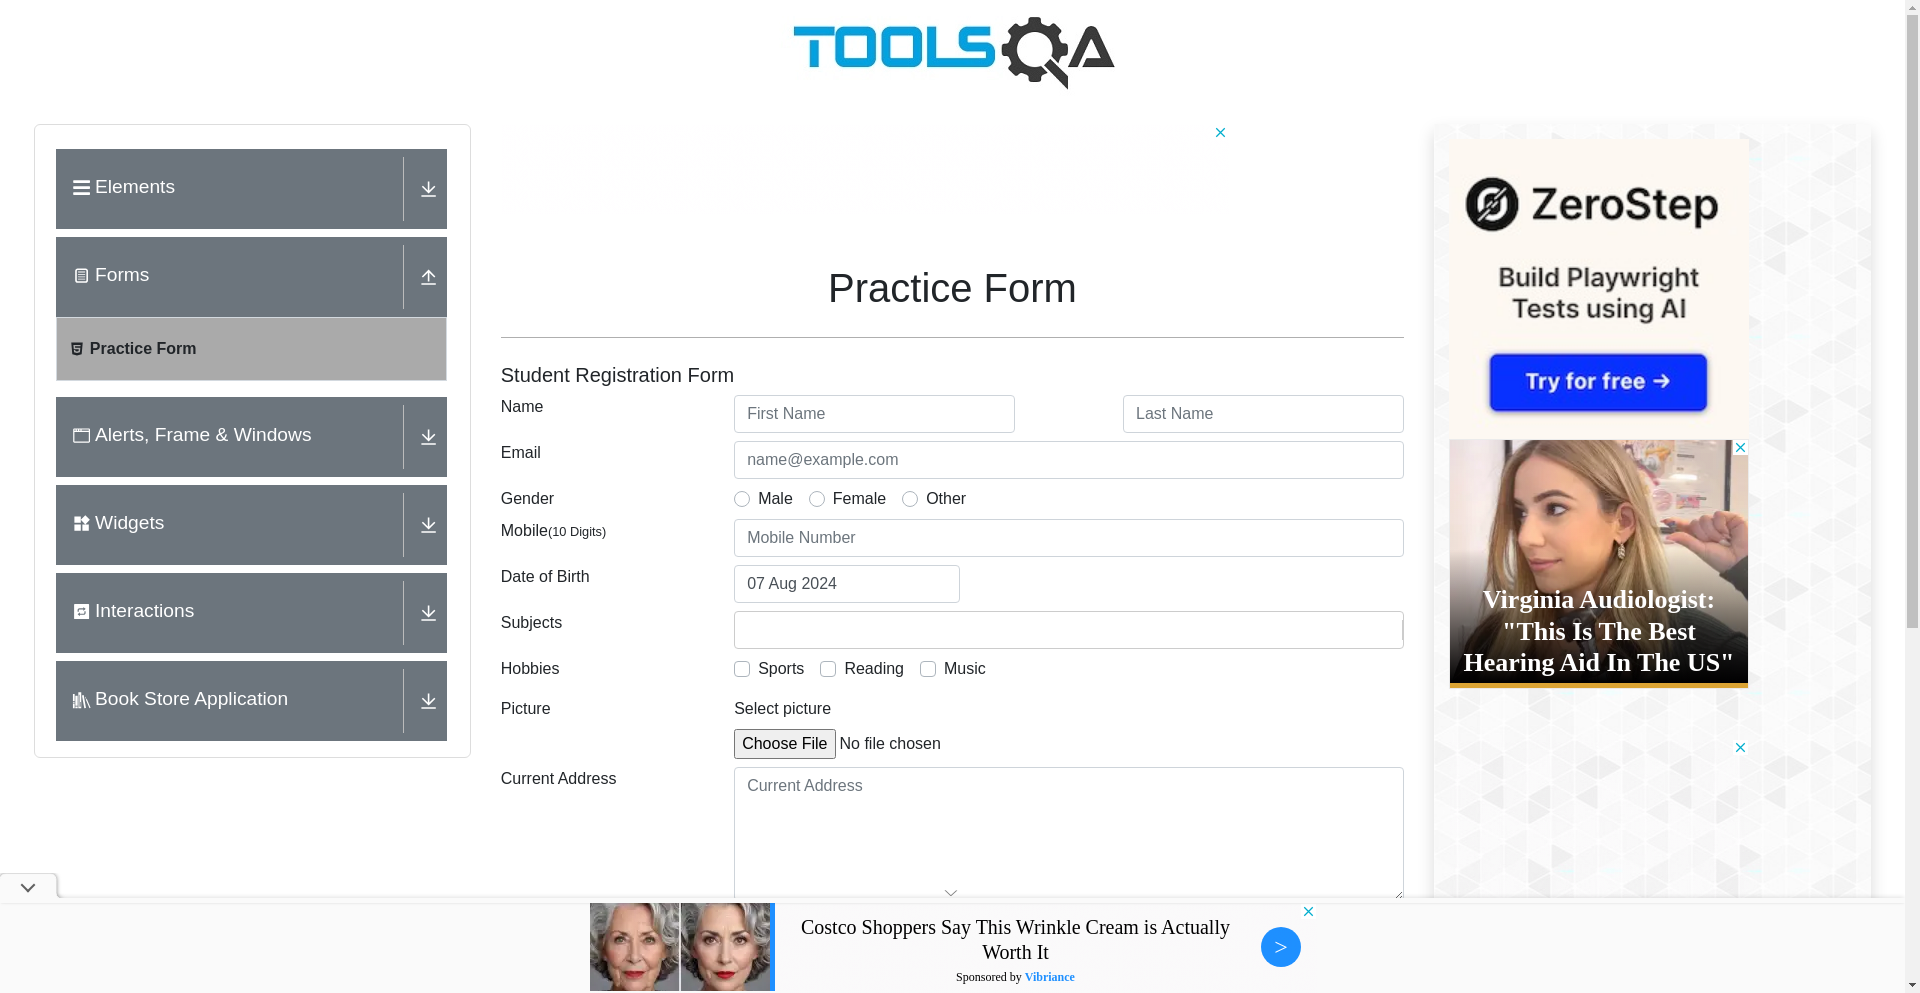 TOOLSQA
Elements
Forms
Practice Form
Alerts, Frame & Windows
Widgets
Interactions
Book Store Application
Practice Form
Student Registration Form
Name
First Name
Last Name
Email
name@example.com
Gender
Male
Female
Other
Mobile(10 Digits)
Mobile Number
Date of Birth
07 Aug 2024
Subjects
Hobbies
Sports
Reading
Music
Picture
Select picture
Choose File No file chosen
Current Address
Current Address
ZeroStep
Build Playwright
Tests using AI
Try for free →
Virginia Audiologist:
"This Is The Best
Hearing Aid In The US"
Costco Shoppers Say This Wrinkle Cream is Actually
Worth It
Sponsored by Vibriance
>